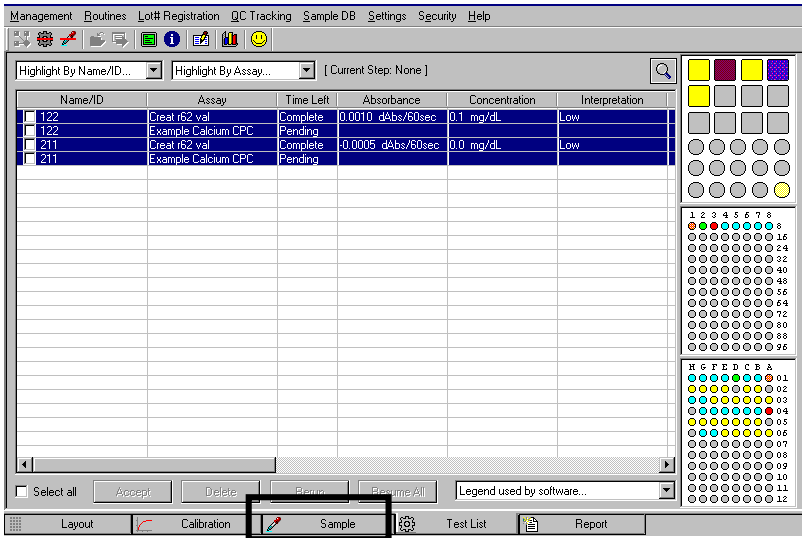 Management Routines Lot# Registration QC Tracking Sample DB Settings Security Help
Highlight By Name/ID... Highlight By Assay... [ Current Step: None ]
Name/ID Assay Time Left Absorbance Concentration Interpretation
122 Creat r62 val Complete 0.0010 dAbs/60sec 0.1 mg/dL Low
122 Example Calcium CPC Pending
211 Creat r62 val Complete -0.0005 dAbs/60sec 0.0 mg/dL Low
211 Example Calcium CPC Pending
1 2 3 4 5 6 7 8
8
16
24
32
40
48
56
64
72
80
88
96
H G F E D C B A
01
02
03
04
05
06
07
08
09
10
11
12
Select all Accept Delete Rerun Resume All Legend used by software...
Layout Calibration Sample Test List Report